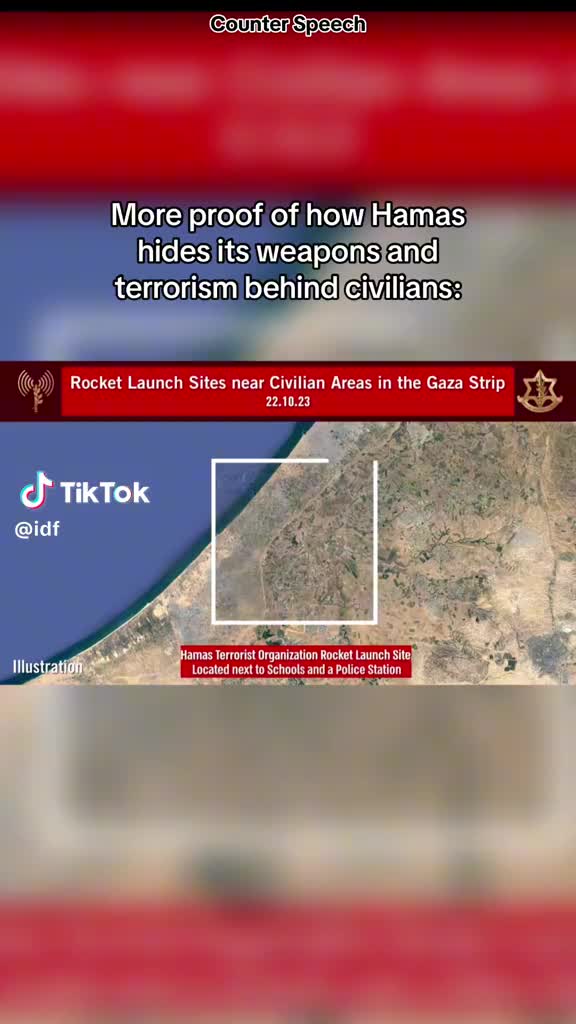 Counter Speech
More proof of how Hamas
hides its weapons and
terrorism behind civilians:
Rocket Launch Sites near Civilian Areas in the Gaza Strip
22.10.23
TikTok
@idf
Illustration
Hamas Terrorist Organization Rocket Launch Site
Located next to Schools and a Police Station